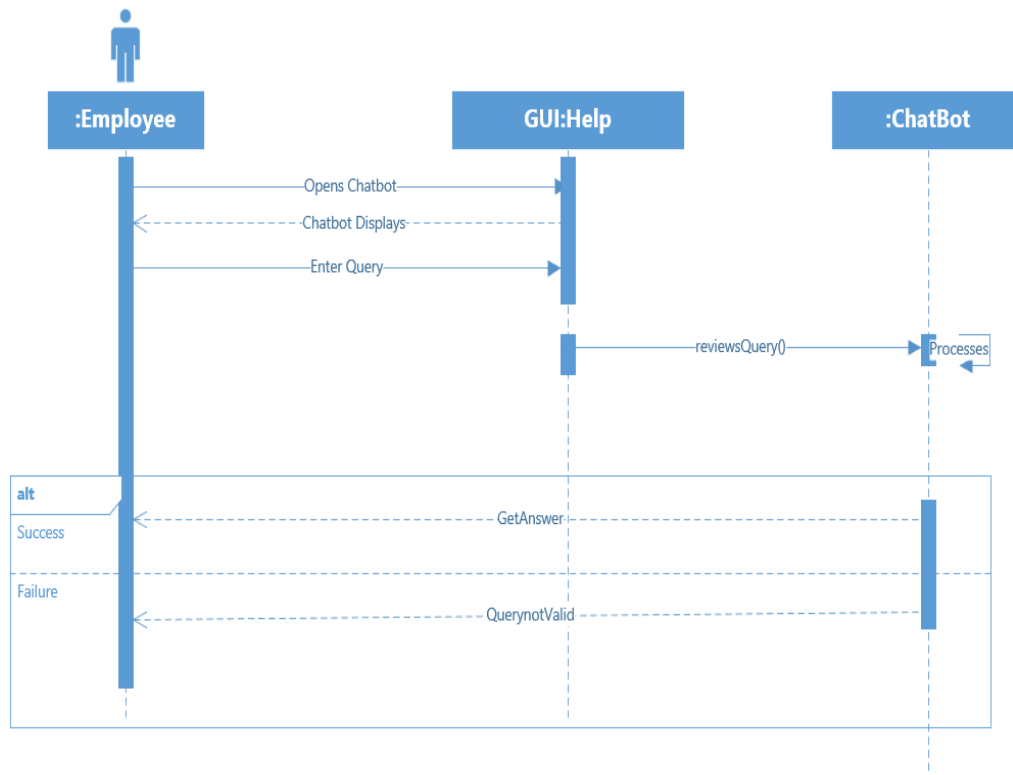 :Employee
GUI:Help
:ChatBot
Opens Chatbot
Chatbot Displays
Enter Query
reviewsQuery()
Processes
alt
GetAnswer
Success
Failure
QuerynotValid